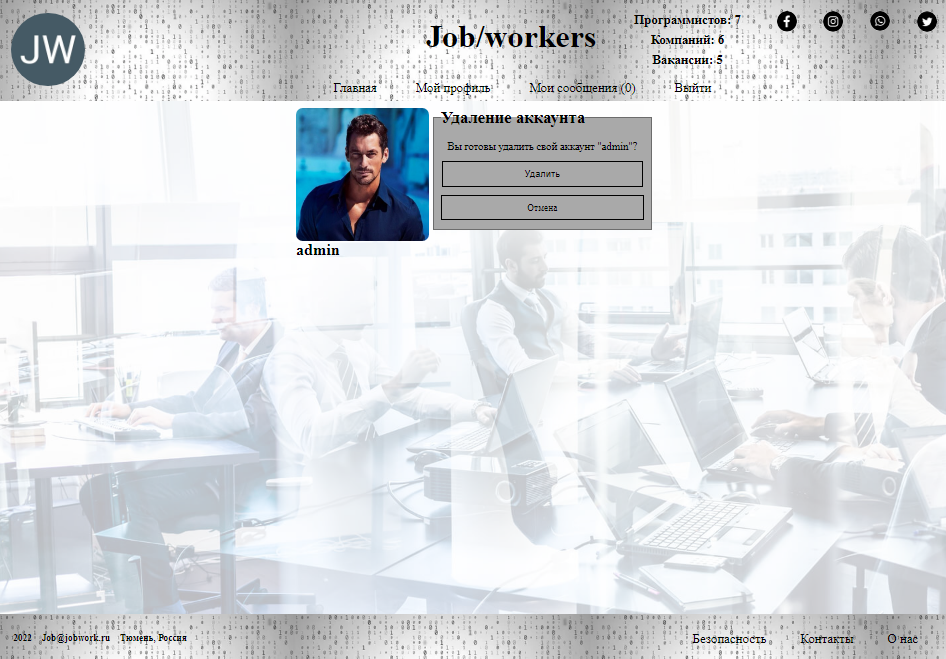 JW
Job/workers
Программистов: 7
Компаний: 6
Вакансии: 5
Главная Мой профиль Мои сообщения (0) Выйти
Удаление аккаунта
Вы готовы удалить свой аккаунт "admin"?
Удалить
Отмена
admin
2022 Job@jobwork.ru Тюмень, Россия
Безопасность Контакты О нас